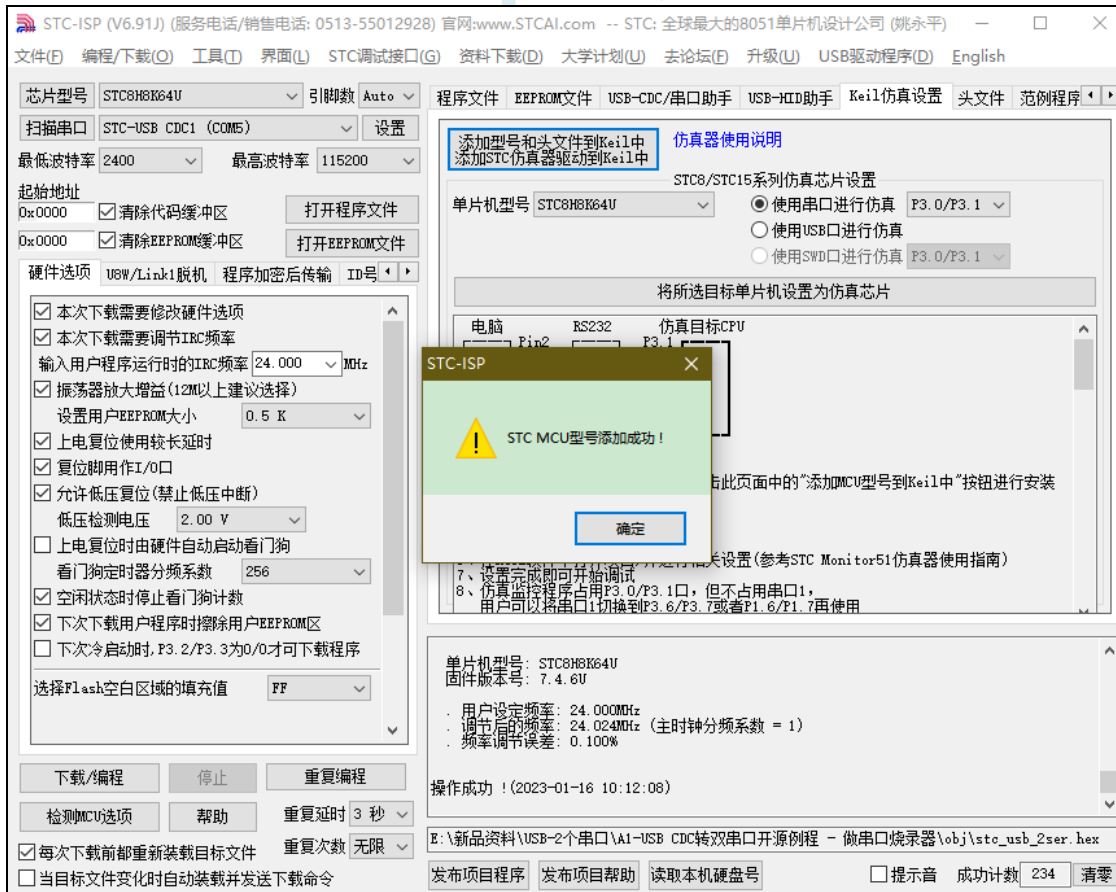 STC-ISP (V6.91J) (服务电话/销售电话: 0513-55012928) 官网:www.STCAI.com -- STC: 全球最大的8051单片机设计公司 (姚永平)
文件(F) 编程/下载(O) 工具(T) 界面(L) STC调试接口(G) 资料下载(D) 大学计划(U) 去论坛(F) 升级(U) USB驱动程序(D) English
芯片型号 STC8H8K64U 引脚数 Auto
扫描串口 STC-USB CDC1 (COM5) 设置
最低波特率 2400 最高波特率 115200
起始地址
0x0000 清除代码缓冲区 打开程序文件
0x0000 清除EEPROM缓冲区 打开EEPROM文件
硬件选项 U8W/Link1脱机 程序加密后传输 ID号
本次下载需要修改硬件选项
本次下载需要调节IRC频率
输入用户程序运行时的IRC频率 24.000 MHz
振荡器放大增益(12M以上建议选择)
设置用户EEPROM大小 0.5 K
上电复位使用较长延时
复位脚用作I/O口
允许低压复位(禁止低压中断)
低压检测电压 2.00 V
上电复位时由硬件自动启动看门狗
看门狗定时器分频系数 256
空闲状态时停止看门狗计数
下次下载用户程序时擦除用户EEPROM区
下次冷启动时,P3.2/P3.3为0/0才可下载程序
选择Flash空白区域的填充值 FF
下载/编程 停止 重复编程
检测MCU选项 帮助 重复延时 3 秒
每次下载前都重新装载目标文件 重复次数 无限
当目标文件变化时自动装载并发送下载命令
程序文件 EEPROM文件 USB-CDC/串口助手 USB-HID助手 Keil仿真设置 头文件 范例程序
添加型号和头文件到Keil中
添加STC仿真器驱动到Keil中
仿真器使用说明
STC8/STC15系列仿真芯片设置
单片机型号 STC8H8K64U 使用串口进行仿真 P3.0/P3.1
使用USB口进行仿真
使用SWD口进行仿真 P3.0/P3.1
将所选目标单片机设置为仿真芯片
电脑 RS232 仿真目标CPU
Pin2 P3.1
STC-ISP
STC MCU型号添加成功!
确定
击此页面中的"添加MCU型号到Keil中"按钮进行安装
相关设置(参考STC Monitor51仿真器使用指南)
7、设置完成即可开始调试
8、仿真监控程序占用P3.0/P3.1口，但不占用串口1，
用户可以将串口1切换到P3.6/P3.7或者P1.6/P1.7再使用
单片机型号: STC8H8K64U
固件版本号: 7.4.6U
. 用户设定频率: 24.000MHz
. 调节后的频率: 24.024MHz (主时钟分频系数 = 1)
. 频率调节误差: 0.100%
操作成功 !(2023-01-16 10:12:08)
E:\新品资料\USB-2个串口\A1-USB CDC转双串口开源例程 - 做串口烧录器\obj\stc_usb_2ser.hex
发布项目程序 发布项目帮助 读取本机硬盘号 提示音 成功计数 234 清零